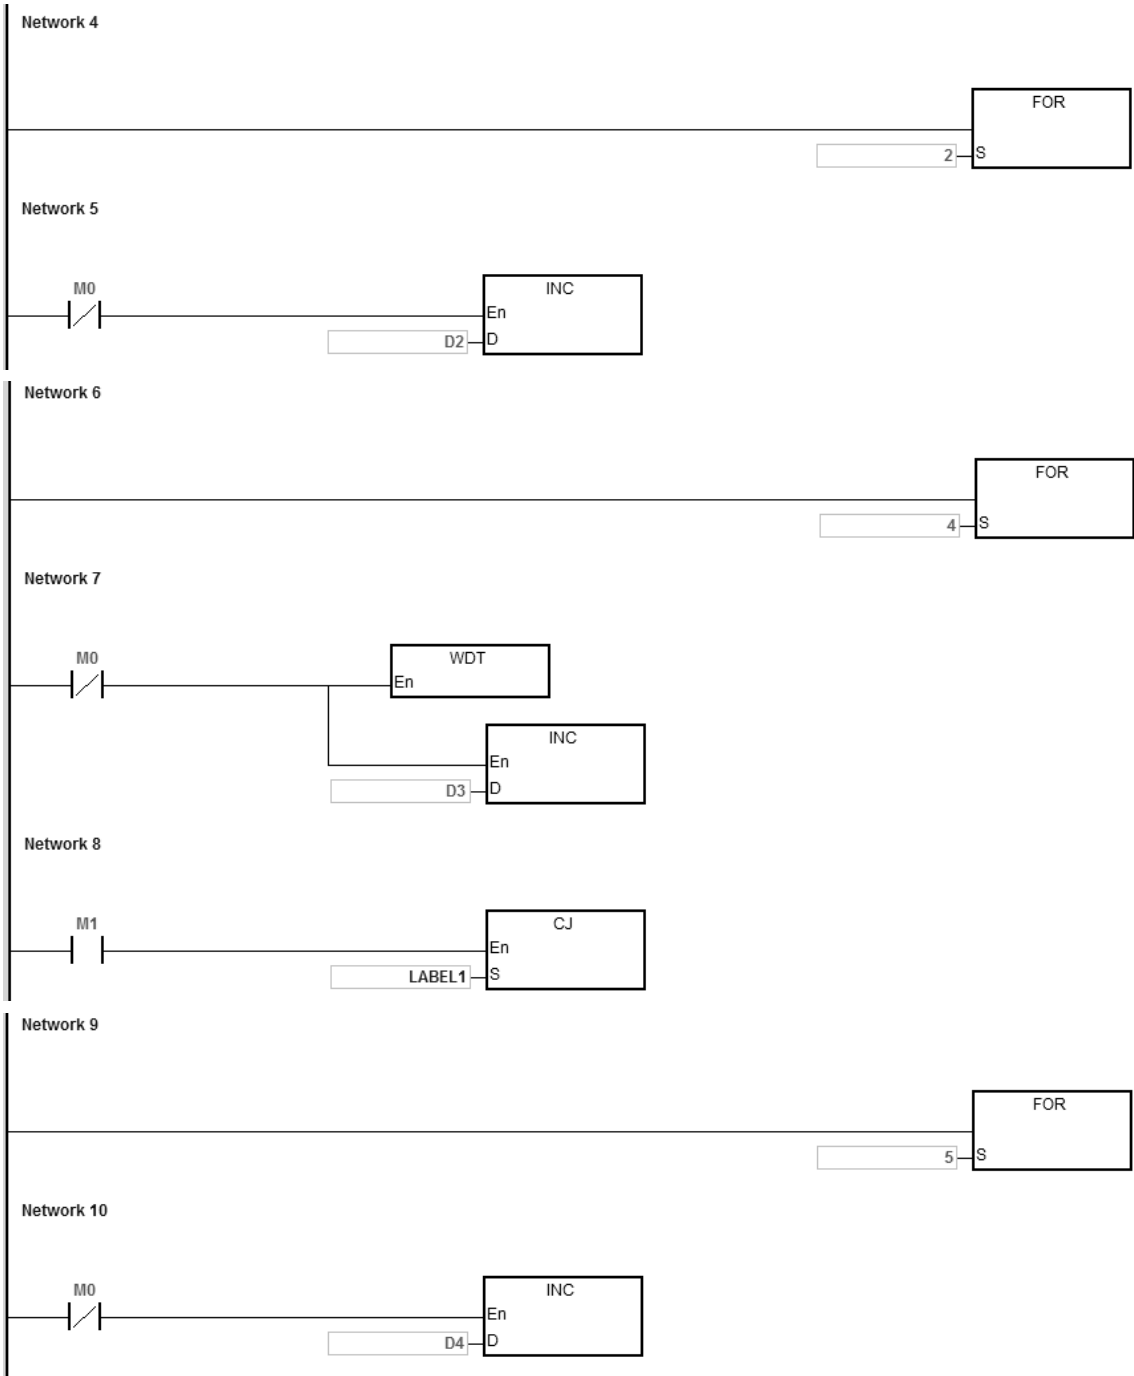 Network 4
FOR
2 S
Network 5
M0 INC
En
D2 D
Network 6
FOR
4 S
Network 7
M0 WDT
En
INC
En
D3 D
Network 8
M1 CJ
En
LABEL1 S
Network 9
FOR
5 S
Network 10
M0 INC
En
D4 D